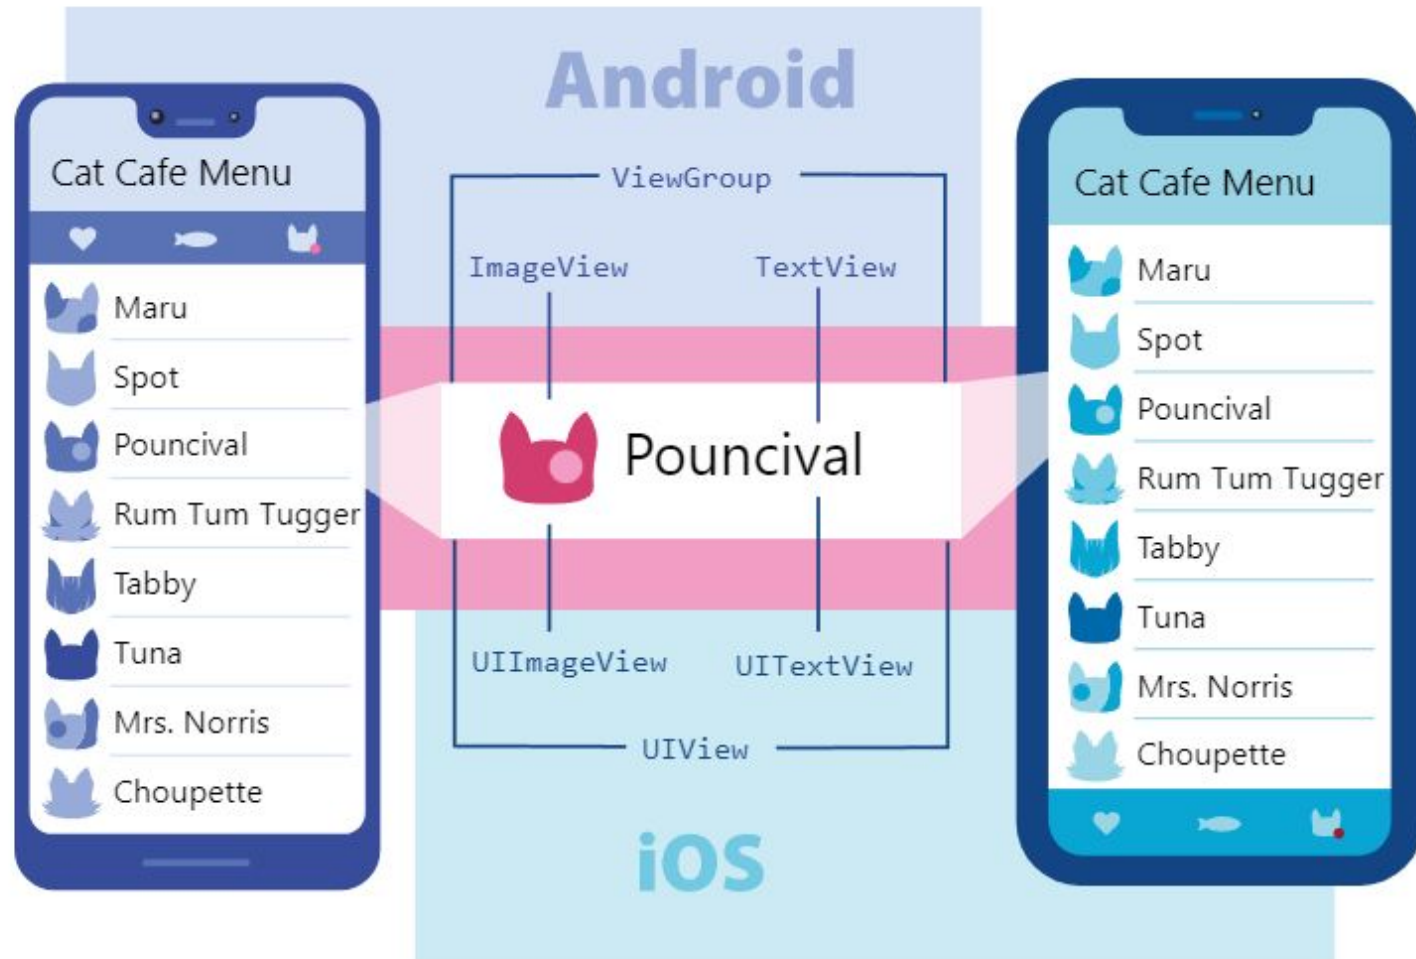 Android
Cat Cafe Menu
Maru
Spot
Pouncival
Rum Tum Tugger
Tabby
Tuna
Mrs. Norris
Choupette
ViewGroup
ImageView
TextView
Pouncival
UIImageView
UITextView
UIView
iOS
Cat Cafe Menu
Maru
Spot
Pouncival
Rum Tum Tugger
Tabby
Tuna
Mrs. Norris
Choupette